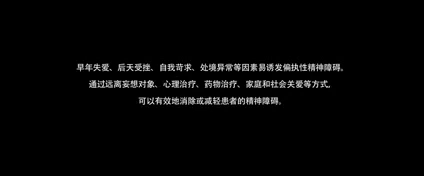 早年失爱、后天受挫、自我苛求、处境异常等因素易诱发偏执性精神障碍。
通过远离妄想对象、心理治疗、药物治疗、家庭和社会关爱等方式，
可以有效地消除或减轻患者的精神障碍。